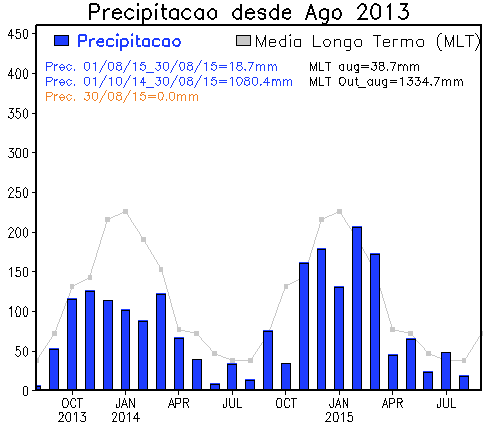 Precipitacao desde Ago 2013
Precipitacao Media Longo Termo (MLT)
Prec. 01/08/15_30/08/15=18.7mm MLT aug=38.7mm
Prec. 01/10/14_30/08/15=1080.4mm MLT Out_aug=1334.7mm
Prec. 30/08/15=0.0mm
450
400
350
300
250
200
150
100
50
0
OCT JAN APR JUL OCT JAN APR JUL
2013 2014 2015